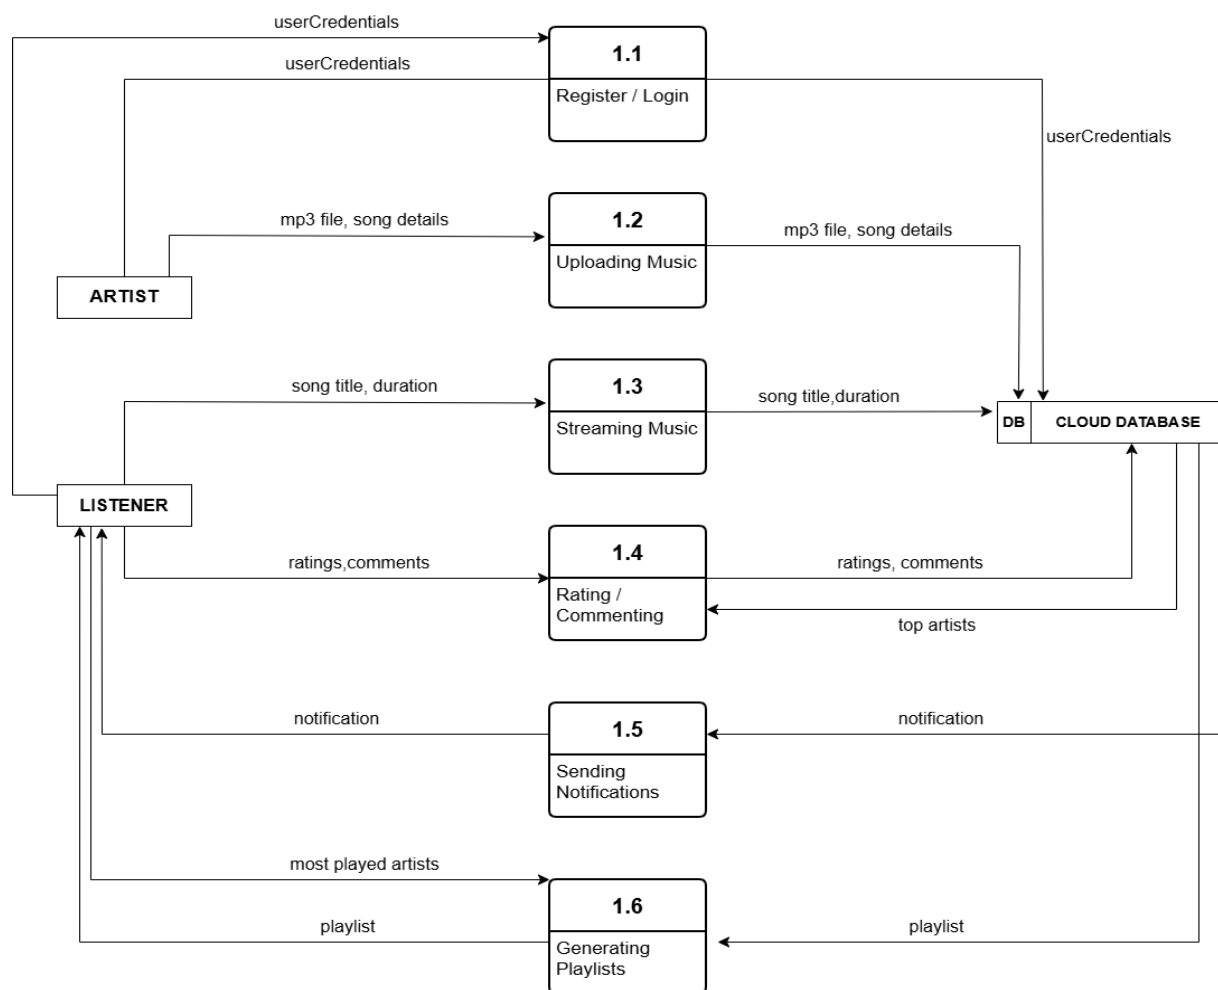 userCredentials
1.1
userCredentials
Register / Login
userCredentials
1.2
mp3 file, song details
mp3 file, song details
Uploading Music
ARTIST
1.3
song title, duration
song title,duration
Streaming Music
DB
CLOUD DATABASE
LISTENER
1.4
ratings,comments
ratings, comments
Rating /
Commenting
top artists
1.5
notification
notification
Sending
Notifications
most played artists
1.6
playlist
playlist
Generating
Playlists